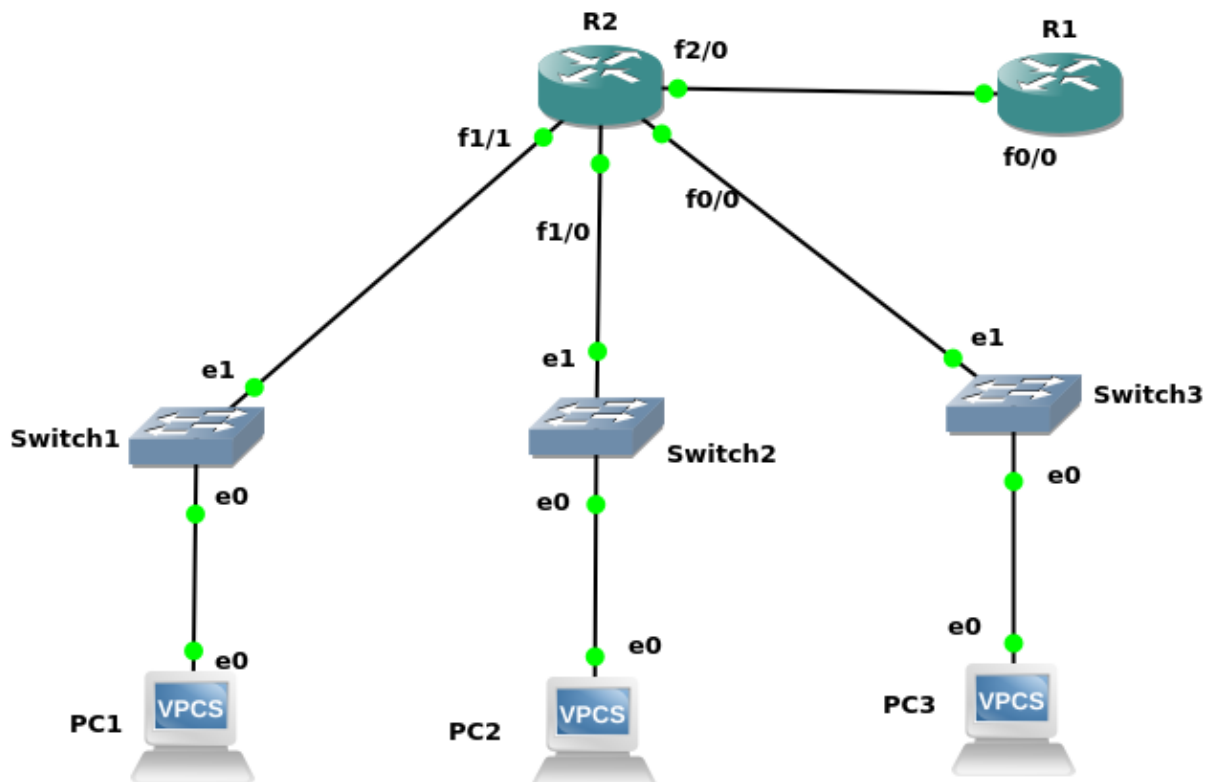 R2
R1
f2/0
f1/1
f0/0
f0/0
f1/0
e1
e1
e1
Switch1
Switch2
Switch3
e0
e0
e0
e0
e0
e0
PC1
VPCS
PC2
VPCS
PC3
VPCS